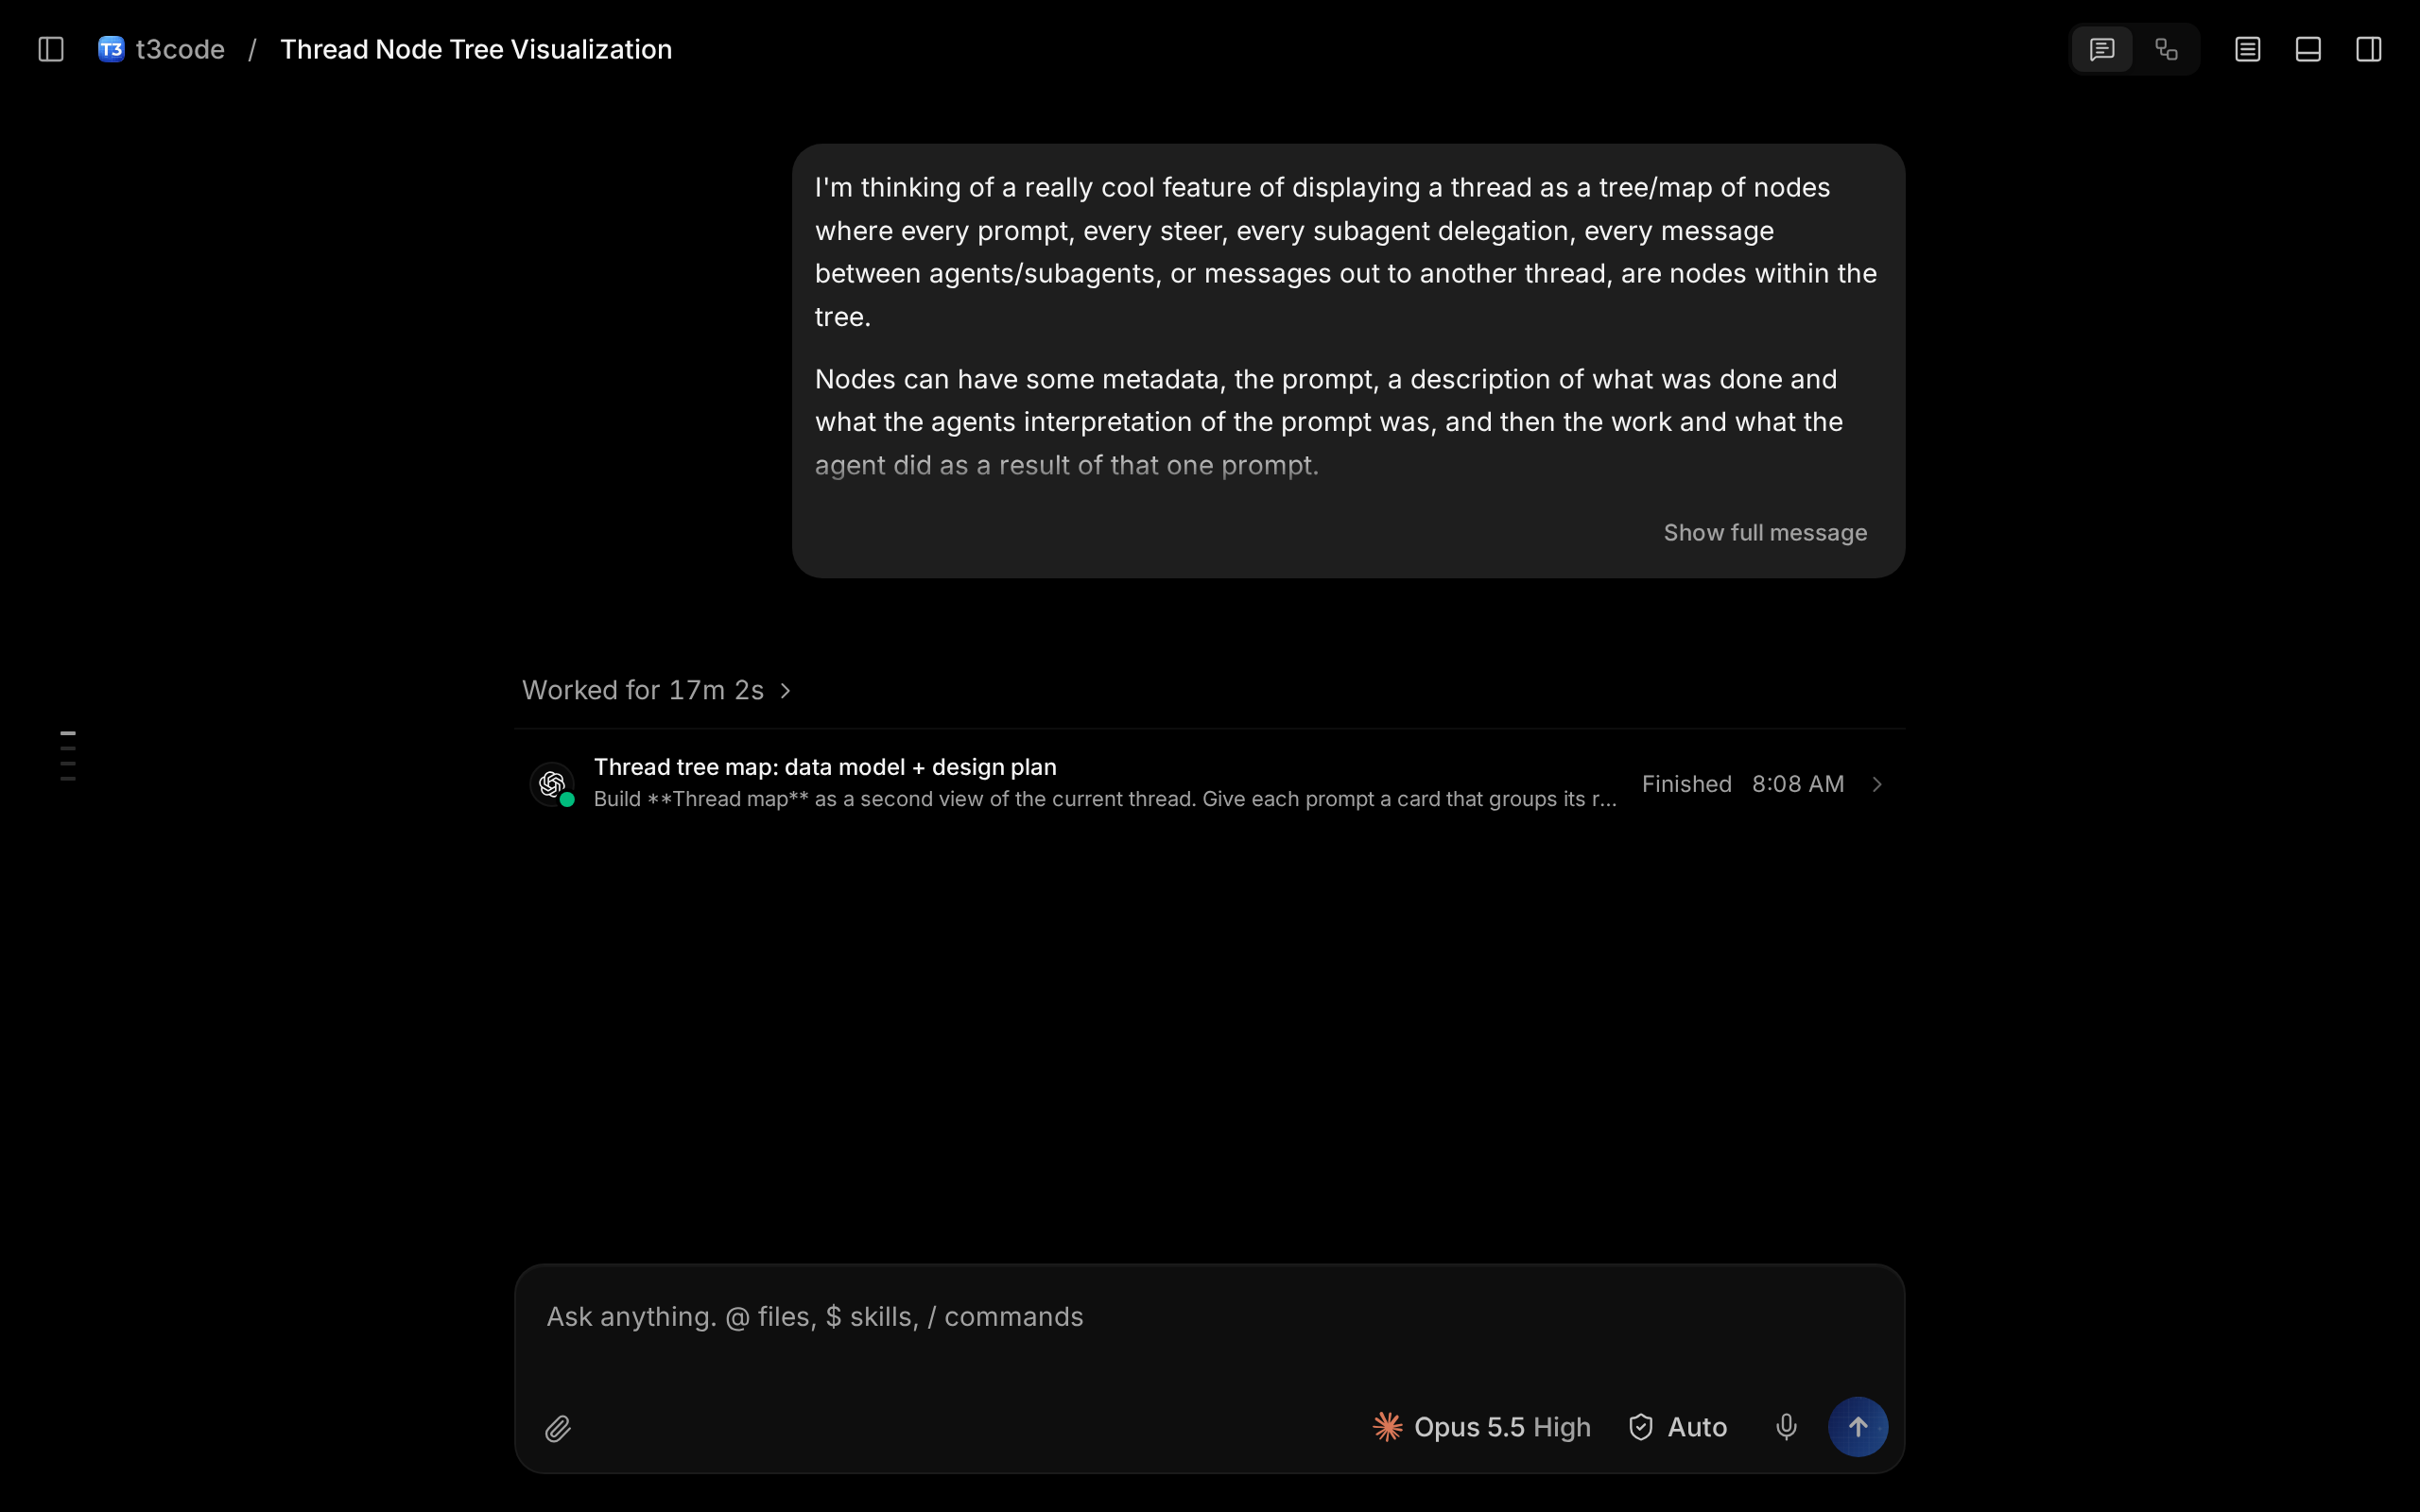 T3 t3code / Thread Node Tree Visualization
I'm thinking of a really cool feature of displaying a thread as a tree/map of nodes
where every prompt, every steer, every subagent delegation, every message
between agents/subagents, or messages out to another thread, are nodes within the
tree.
Nodes can have some metadata, the prompt, a description of what was done and
what the agents interpretation of the prompt was, and then the work and what the
agent did as a result of that one prompt.
Show full message
Worked for 17m 2s
Thread tree map: data model + design plan
Build **Thread map** as a second view of the current thread. Give each prompt a card that groups its r...
Finished 8:08 AM
Ask anything. @ files, $ skills, / commands
Opus 5.5 High Auto